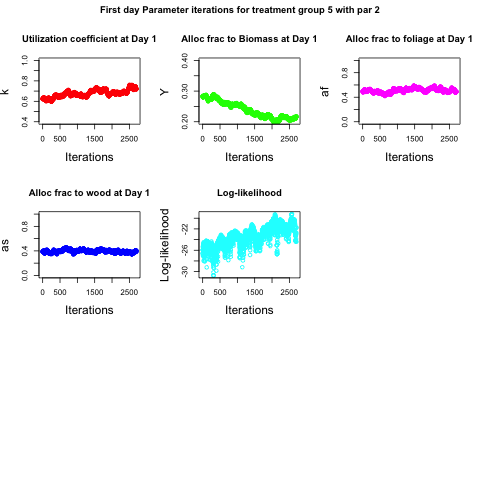 First day Parameter iterations for treatment group 5 with par 2
Utilization coefficient at Day 1
k
0.4 0.6 0.8 1.0
0 500 1500 2500
Iterations
Alloc frac to Biomass at Day 1
Y
0.20 0.30 0.40
0 500 1500 2500
Iterations
Alloc frac to foliage at Day 1
af
0.0 0.4 0.8
0 500 1500 2500
Iterations
Alloc frac to wood at Day 1
as
0.0 0.4 0.8
0 500 1500 2500
Iterations
Log-likelihood
Log-likelihood
-30 -26 -22
0 500 1500 2500
Iterations